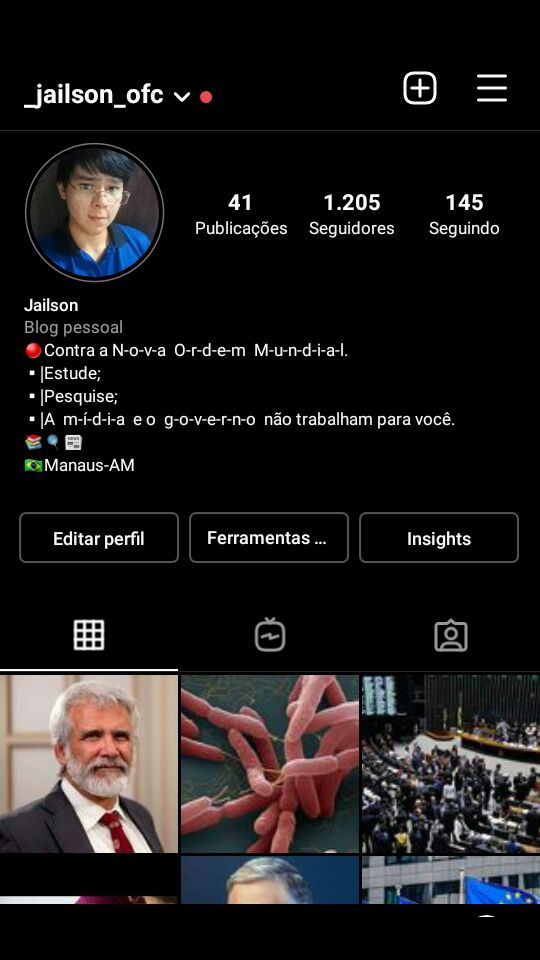 _jailson_ofc
41 1.205 145
Publicações Seguidores Seguindo
Jailson
Blog pessoal
🔴Contra a N-o-v-a O-r-d-e-m M-u-n-d-i-a-l.
▪️|Estude;
▪️|Pesquise;
▪️|A m-í-d-i-a e o g-o-v-e-r-n-o não trabalham para você.
📚🔍📰
🇧🇷Manaus-AM
Editar perfil Ferramentas ... Insights